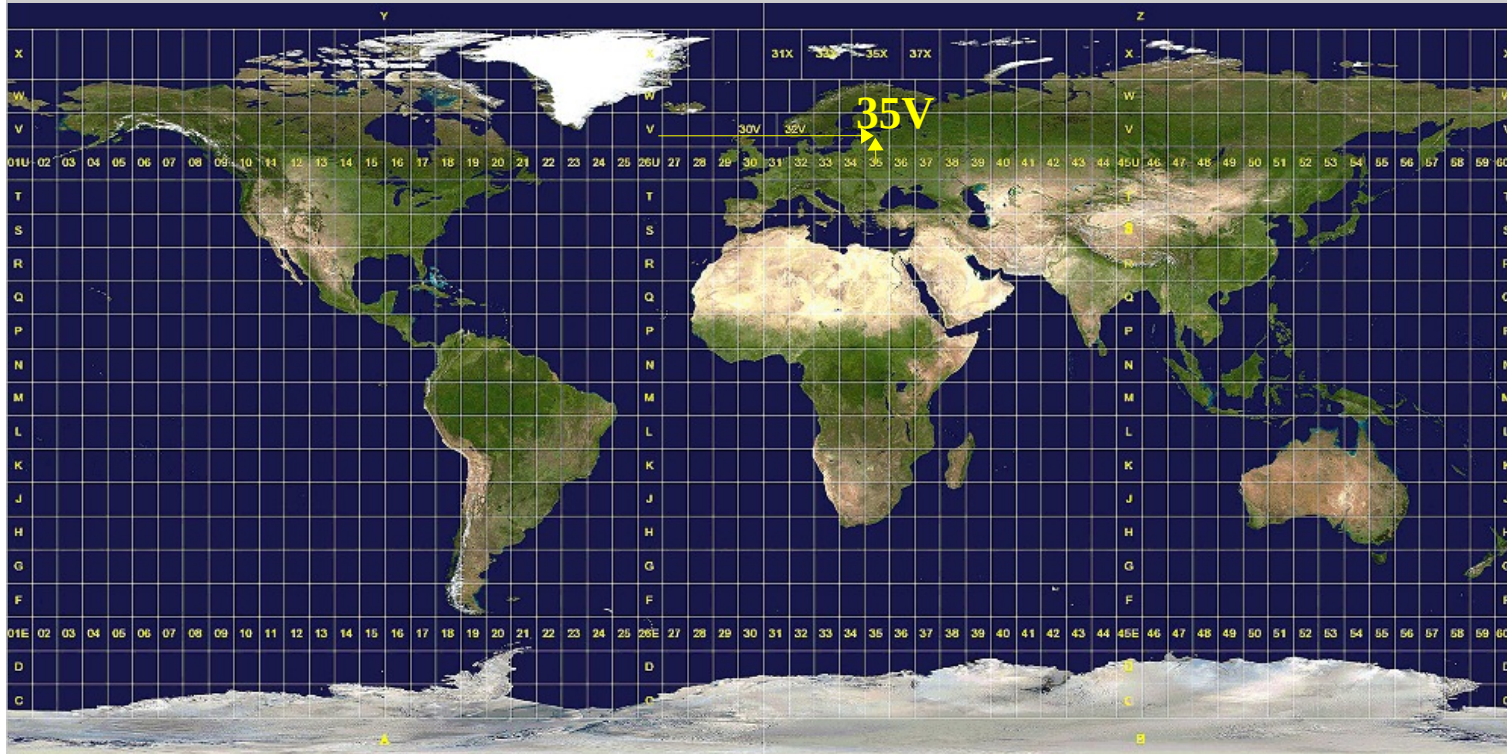 Y Z
X X 31X 33X 35X 37X X X
W W W W
35V
V V 30V 32V V V
01U 02 03 04 05 06 07 08 09 10 11 12 13 14 15 16 17 18 19 20 21 22 23 24 25 26U 27 28 29 30 31 32 33 34 35 36 37 38 39 40 41 42 43 44 45U 46 47 48 49 50 51 52 53 54 55 56 57 58 59 60
T T T T
S S S S
R R R R
Q Q Q Q
P P P P
N N N N
M M M M
L L L L
K K K K
J J J J
H H H H
G G G G
F F F F
01E 02 03 04 05 06 07 08 09 10 11 12 13 14 15 16 17 18 19 20 21 22 23 24 25 26E 27 28 29 30 31 32 33 34 35 36 37 38 39 40 41 42 43 44 45E 46 47 48 49 50 51 52 53 54 55 56 57 58 59 60
D D D D
C C C C
A B